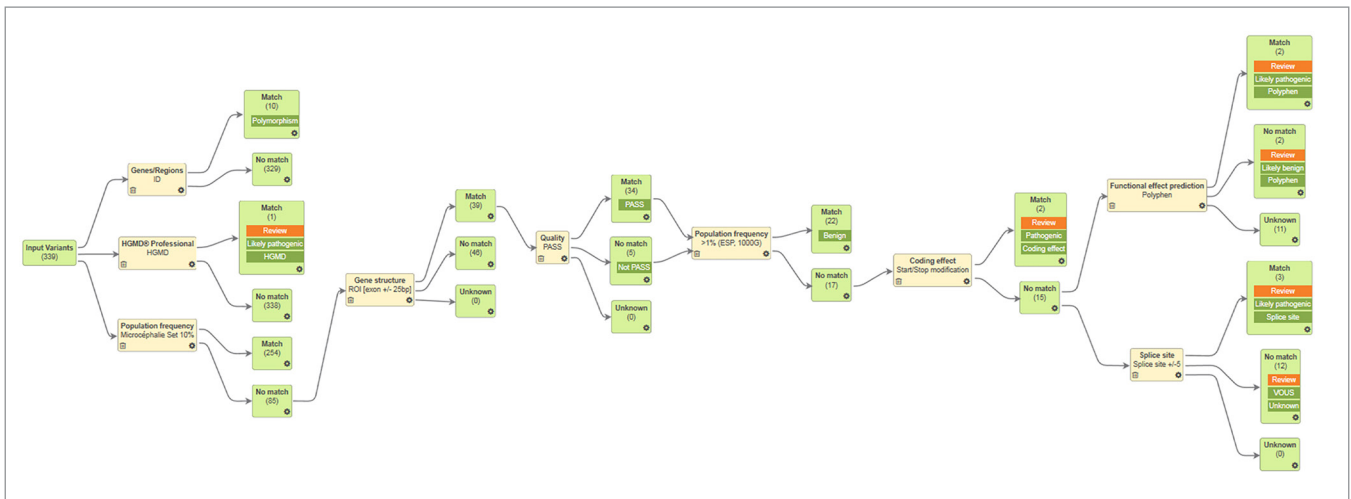 Input Variants
(339)
Genes/Regions
ID
Match
(10)
Polymorphism
No match
(329)
HGMD® Professional
HGMD
Match
(1)
Review
Likely pathogenic
HGMD
No match
(338)
Population frequency
Microcéphalie Set 10%
Match
(254)
No match
(85)
Gene structure
ROI [exon +/- 25bp]
Match
(39)
No match
(46)
Unknown
(0)
Quality
PASS
Match
(34)
PASS
No match
(5)
Not PASS
Unknown
(0)
Population frequency
>1% (ESP, 1000G)
Match
(22)
Benign
No match
(17)
Coding effect
Start/Stop modification
Match
(2)
Review
Pathogenic
Coding effect
No match
(15)
Functional effect prediction
Polyphen
Match
(2)
Review
Likely pathogenic
Polyphen
No match
(2)
Review
Likely benign
Polyphen
Unknown
(11)
Splice site
Splice site +/-5
Match
(3)
Review
Likely pathogenic
Splice site
No match
(12)
Review
VOUS
Unknown
Unknown
(0)